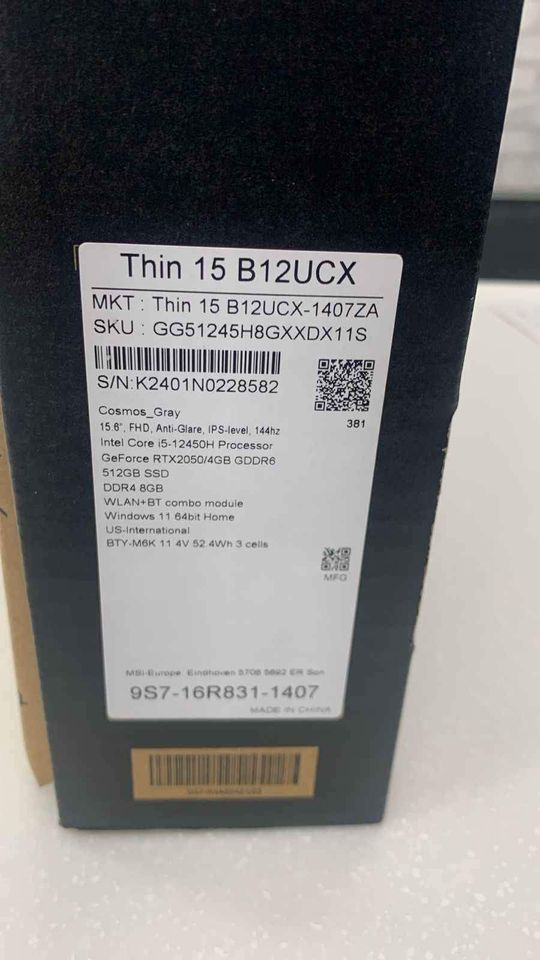 Thin 15 B12UCX
MKT : Thin 15 B12UCX-1407ZA
SKU : GG51245H8GXXDX11S
S/N:K2401N0228582
381
Cosmos_Gray
15.6", FHD, Anti-Glare, IPS-level, 144hz
Intel Core i5-12450H Processor
GeForce RTX2050/4GB GDDR6
512GB SSD
DDR4 8GB
WLAN+BT combo module
Windows 11 64bit Home
US-International
BTY-M6K 11 4V 52.4Wh 3 cells
MFG
MSI-Europe. Eindhoven 5706 5692 ER Son
9S7-16R831-1407
MADE IN CHINA